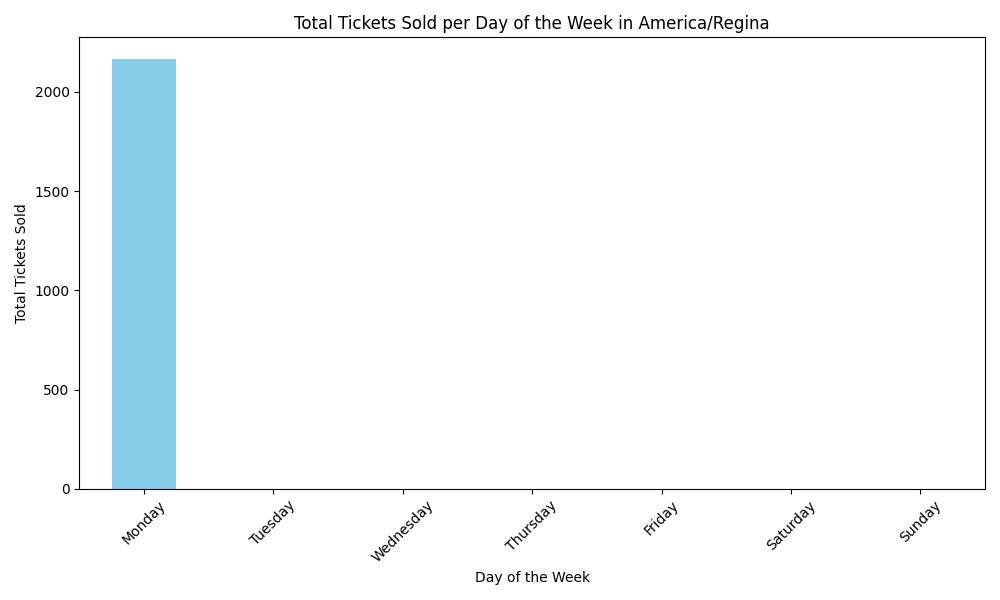 Total Tickets Sold per Day of the Week in America/Regina
Total Tickets Sold
2000
1500
1000
500
0
Monday
Tuesday
Wednesday
Thursday
Friday
Saturday
Sunday
Day of the Week